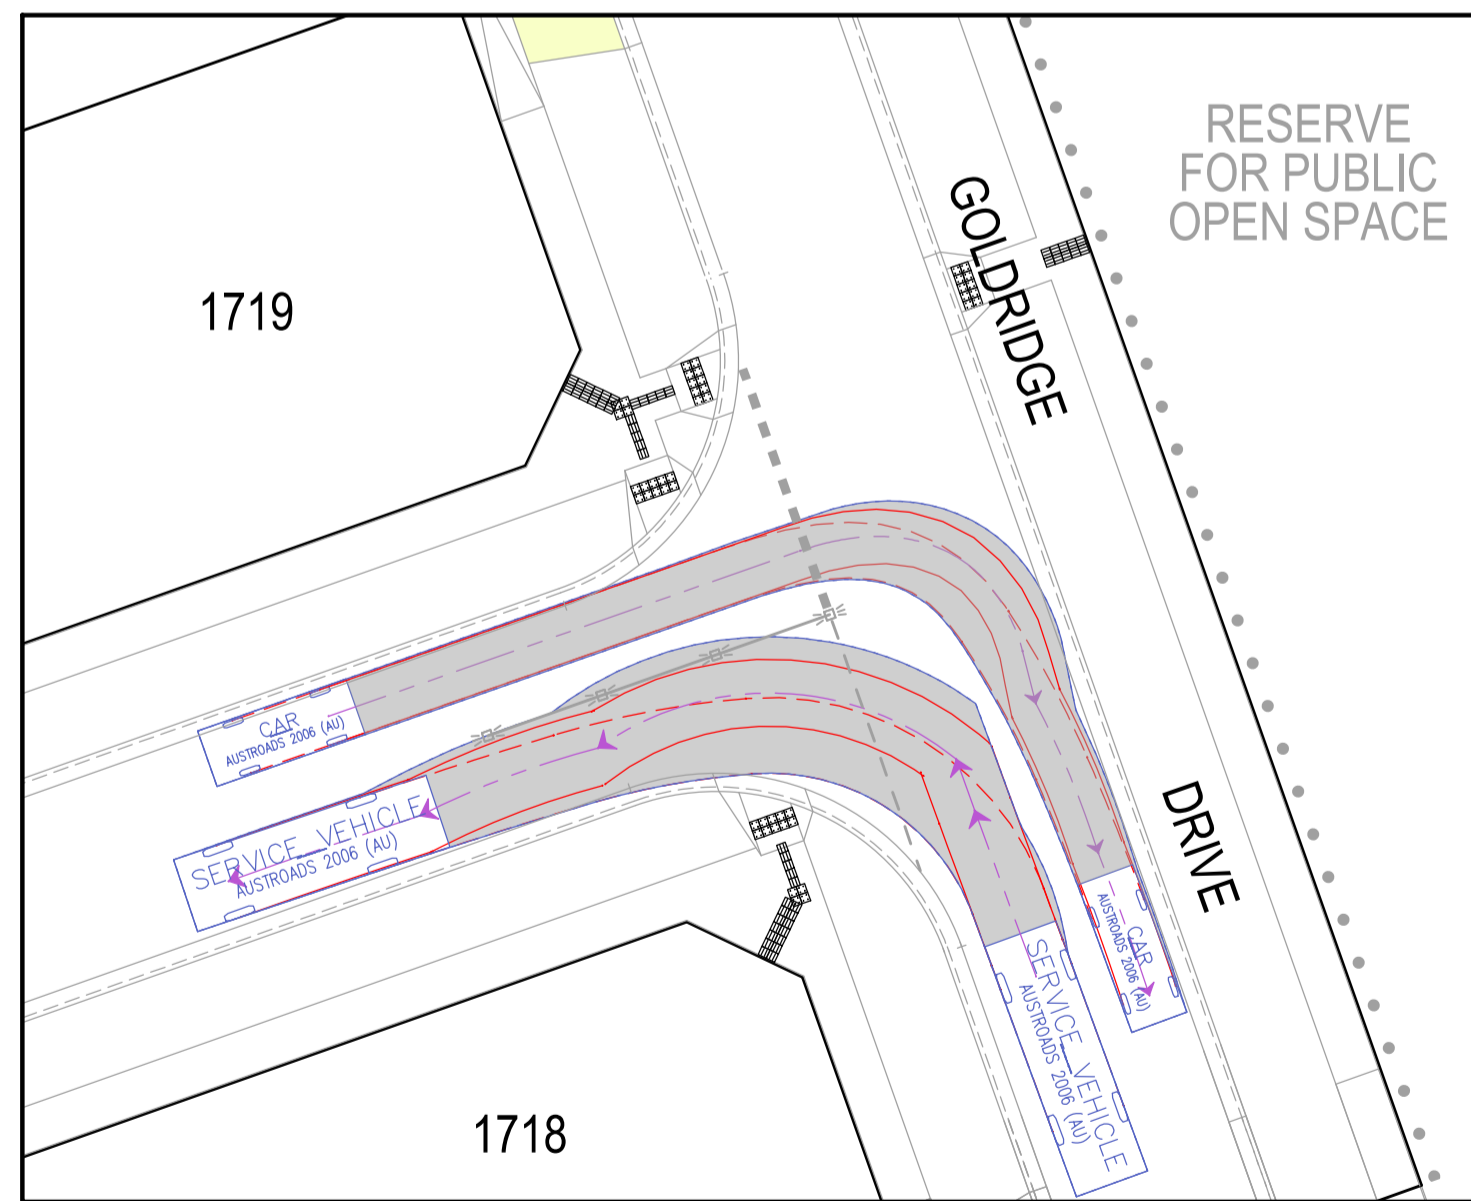 RESERVE
FOR PUBLIC
OPEN SPACE
GOLDRIDGE
1719
CAR
AUSTROADS 2006 (AU)
SERVICE VEHICLE
AUSTROADS 2006 (AU)
DRIVE
CAR
AUSTROADS 2006 (AU)
SERVICE VEHICLE
AUSTROADS 2006 (AU)
1718